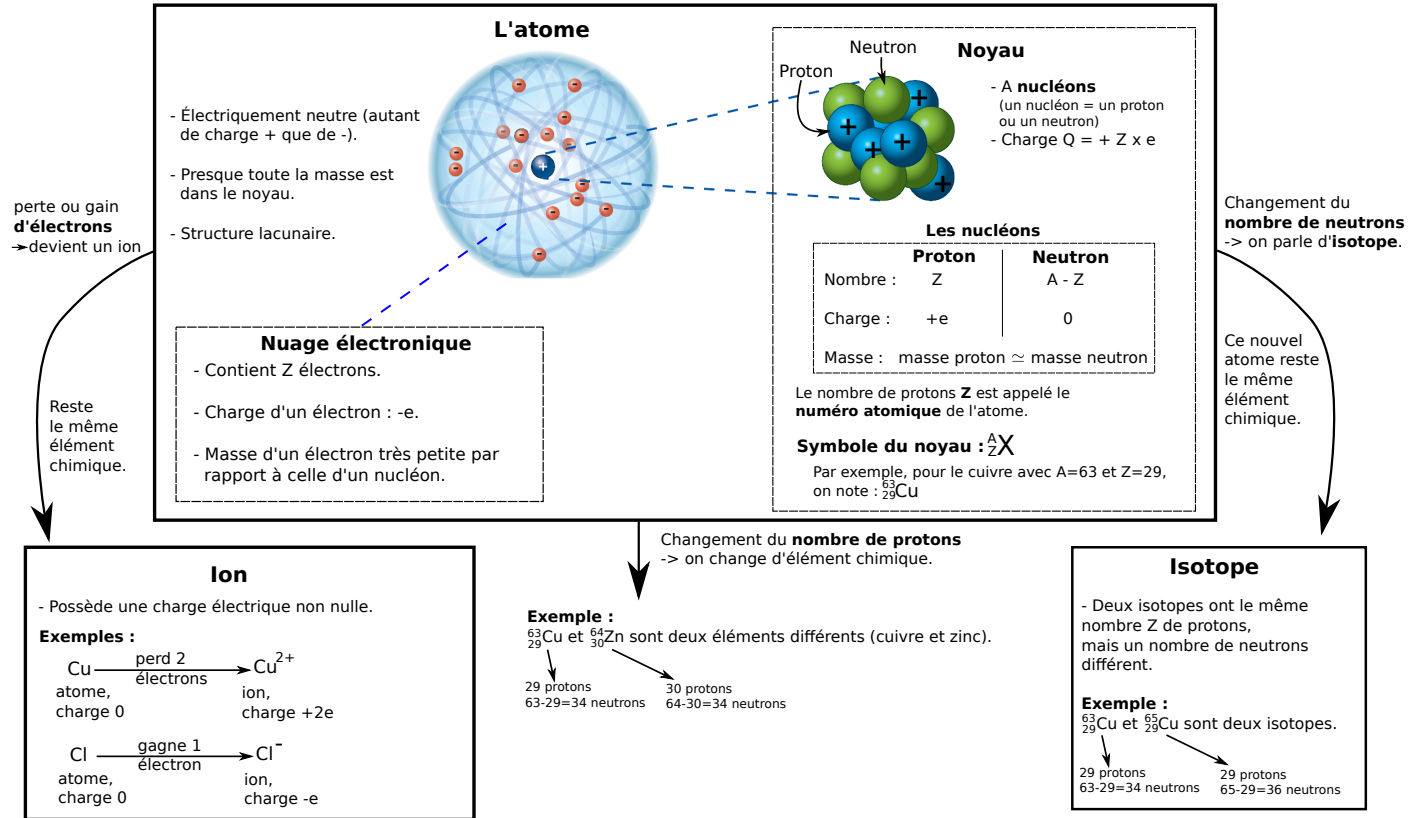 L'atome
- Électriquement neutre (autant
de charge + que de -).
- Presque toute la masse est
dans le noyau.
- Structure lacunaire.
Nuage électronique
- Contient Z électrons.
- Charge d'un électron : -e.
- Masse d'un électron très petite par
rapport à celle d'un nucléon.
Noyau
Neutron
Proton
- A nucléons
(un nucléon = un proton
ou un neutron)
- Charge Q = + Z x e
Les nucléons
Proton Neutron
Nombre : Z A - Z
Charge : +e 0
Masse : masse proton ≃ masse neutron
Le nombre de protons Z est appelé le
numéro atomique de l'atome.
Symbole du noyau : ᴬ_Z X
Par exemple, pour le cuivre avec A=63 et Z=29,
on note : ⁶³₂₉Cu
perte ou gain
d'électrons
➛devient un ion
Reste
le même
élément
chimique.
Changement du
nombre de neutrons
-> on parle d'isotope.
Ce nouvel
atome reste
le même
élément
chimique.
Ion
- Possède une charge électrique non nulle.
Exemples :
Cu perd 2 électrons Cu²⁺
atome, ion,
charge 0 charge +2e
Cl gagne 1 électron Cl⁻
atome, ion,
charge 0 charge -e
Changement du nombre de protons
-> on change d'élément chimique.
Exemple :
⁶³₂₉Cu et ⁶⁴₃₀Zn sont deux éléments différents (cuivre et zinc).
29 protons 30 protons
63-29=34 neutrons 64-30=34 neutrons
Isotope
- Deux isotopes ont le même
nombre Z de protons,
mais un nombre de neutrons
différent.
Exemple :
⁶³₂₉Cu et ⁶⁵₂₉Cu sont deux isotopes.
29 protons 29 protons
63-29=34 neutrons 65-29=36 neutrons